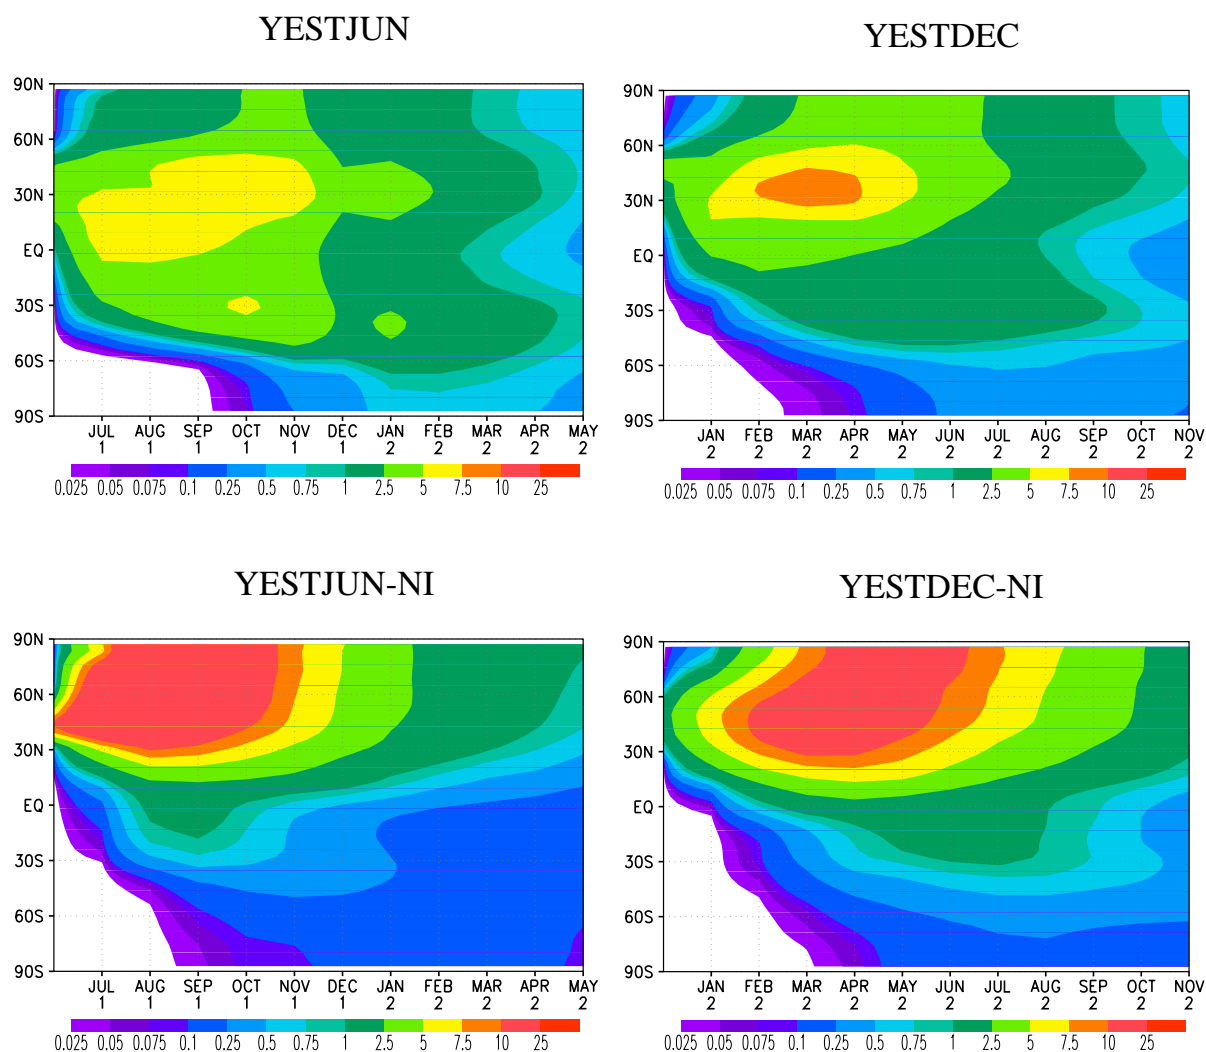 YESTJUN
90N
60N
30N
EQ
30S
60S
90S
JUL AUG SEP OCT NOV DEC JAN FEB MAR APR MAY
1 1 1 1 1 1 2 2 2 2 2
0.025 0.05 0.075 0.1 0.25 0.5 0.75 1 2.5 5 7.5 10 25
YESTDEC
90N
60N
30N
EQ
30S
60S
90S
JAN FEB MAR APR MAY JUN JUL AUG SEP OCT NOV
2 2 2 2 2 2 2 2 2 2 2
0.025 0.05 0.075 0.1 0.25 0.5 0.75 1 2.5 5 7.5 10 25
YESTJUN-NI
90N
60N
30N
EQ
30S
60S
90S
JUL AUG SEP OCT NOV DEC JAN FEB MAR APR MAY
1 1 1 1 1 1 2 2 2 2 2
0.025 0.05 0.075 0.1 0.25 0.5 0.75 1 2.5 5 7.5 10 25
YESTDEC-NI
90N
60N
30N
EQ
30S
60S
90S
JAN FEB MAR APR MAY JUN JUL AUG SEP OCT NOV
2 2 2 2 2 2 2 2 2 2 2
0.025 0.05 0.075 0.1 0.25 0.5 0.75 1 2.5 5 7.5 10 25